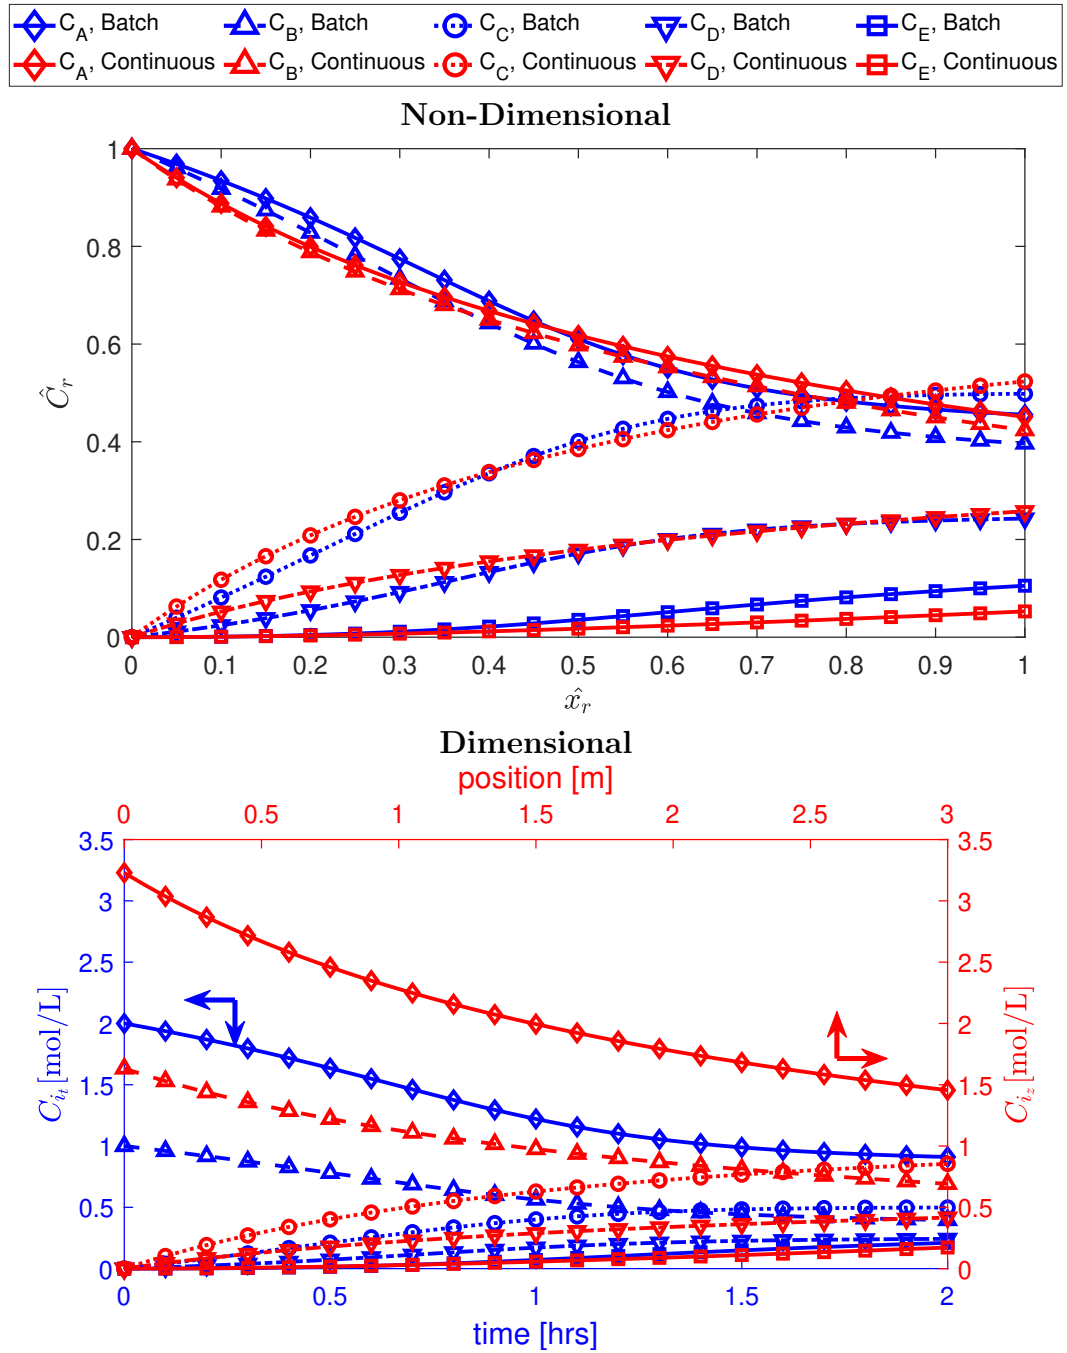 C_A, Batch C_B, Batch C_C, Batch C_D, Batch C_E, Batch
C_A, Continuous C_B, Continuous C_C, Continuous C_D, Continuous C_E, Continuous
Non-Dimensional
1
0.8
0.6
0.4
0.2
0
Ĉ_r
0 0.1 0.2 0.3 0.4 0.5 0.6 0.7 0.8 0.9 1
x̂_r
Dimensional
position [m]
0 0.5 1 1.5 2 2.5 3
3.5 3.5
3 3
2.5 2.5
2 2
1.5 1.5
1 1
0.5 0.5
0 0
C_{i_t} [mol/L]
C_{i_z} [mol/L]
0 0.5 1 1.5 2
time [hrs]